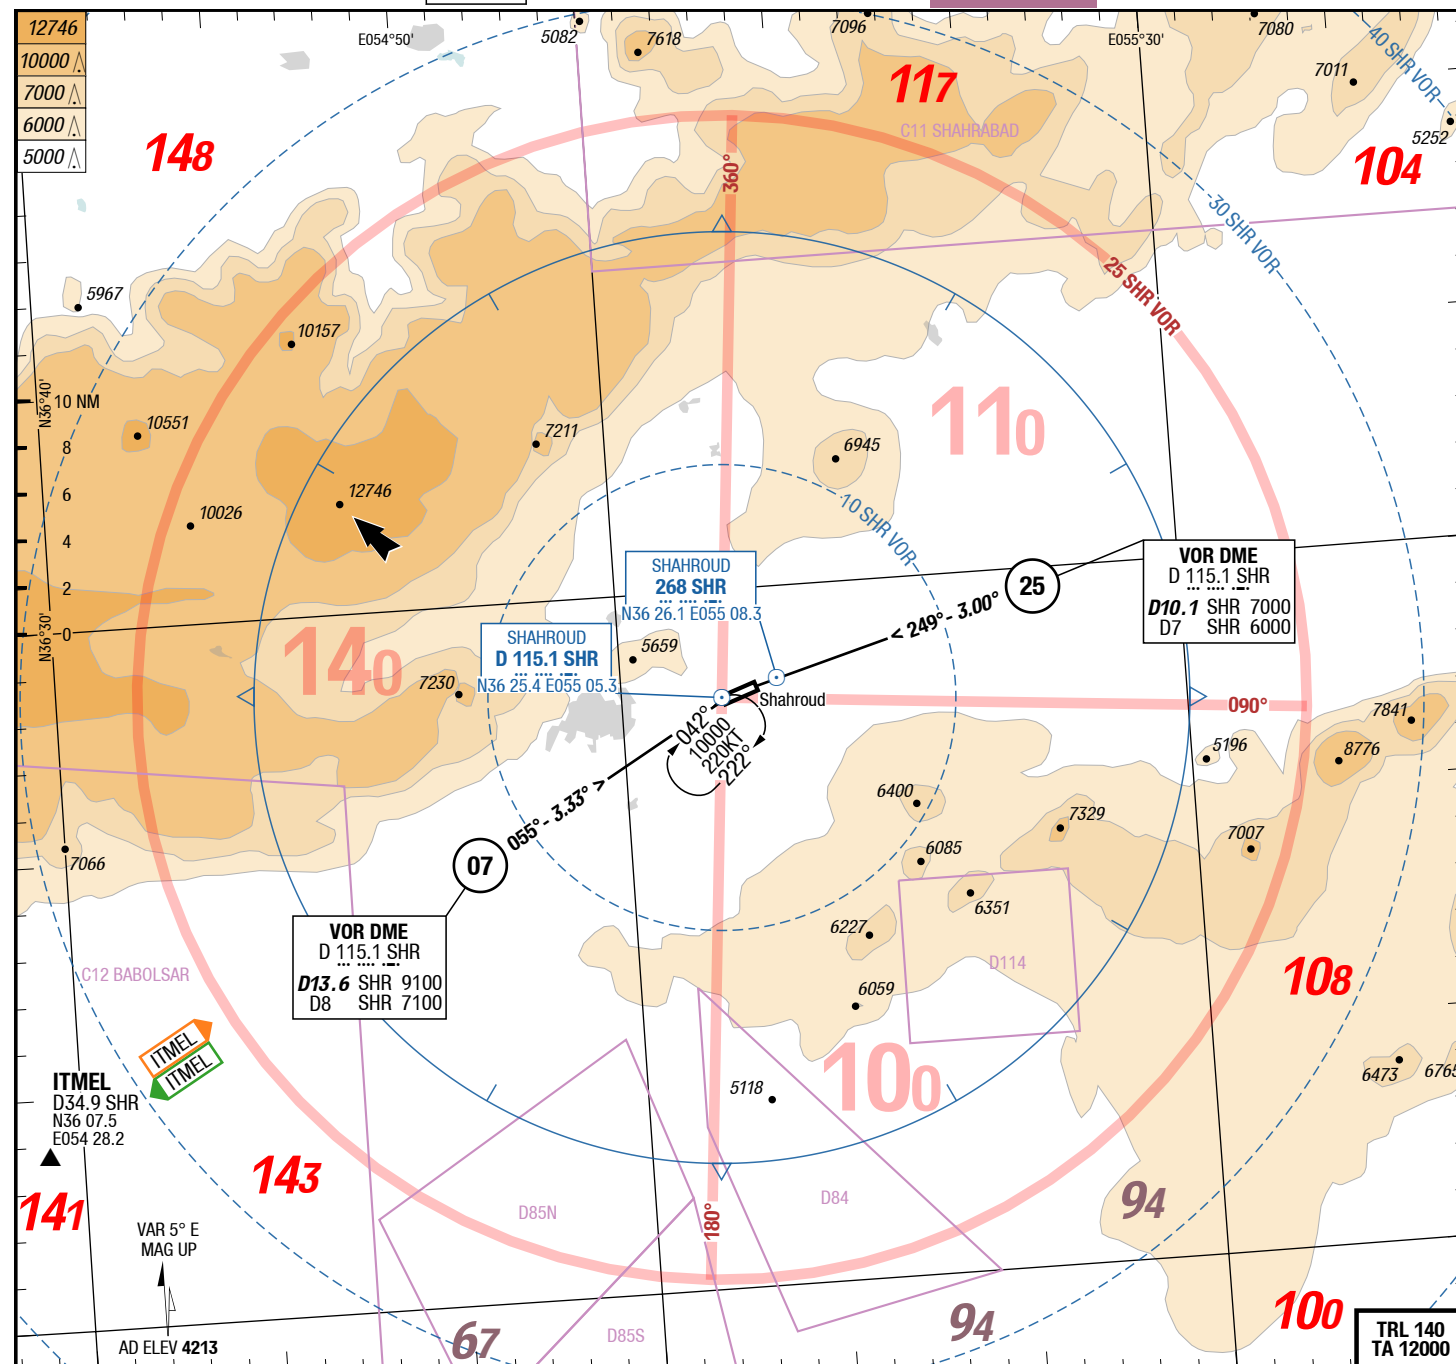 12746
10000
7000
6000
5000
E054°50'
5082
7618
7096
E055°30'
7080
40 SHR VOR
7011
5252
148
117
C11 SHAHRABAD
104
360°
30 SHR VOR
25 SHR VOR
5967
10157
N36°40'
10 NM
8
6
4
2
0
N36°30'
10551
7211
6945
110
12746
10026
10 SHR VOR
SHAHROUD
268 SHR
N36 26.1 E055 08.3
SHAHROUD
D 115.1 SHR
N36 25.4 E055 05.3
25
< 249°- 3.00°
VOR DME
D 115.1 SHR
D10.1 SHR 7000
D7 SHR 6000
140
5659
7230
Shahroud
090°
042°
10000
220KT
222°
055°- 3.33° >
07
7841
5196
8776
6400
7329
7007
6085
6351
6227
7066
VOR DME
D 115.1 SHR
D13.6 SHR 9100
D8 SHR 7100
C12 BABOLSAR
D114
108
6059
ITMEL
ITMEL
ITMEL
D34.9 SHR
N36 07.5
E054 28.2
5118
100
6473
6765
143
141
180°
D85N
D84
94
VAR 5° E
MAG UP
AD ELEV 4213
67
D85S
94
100
TRL 140
TA 12000